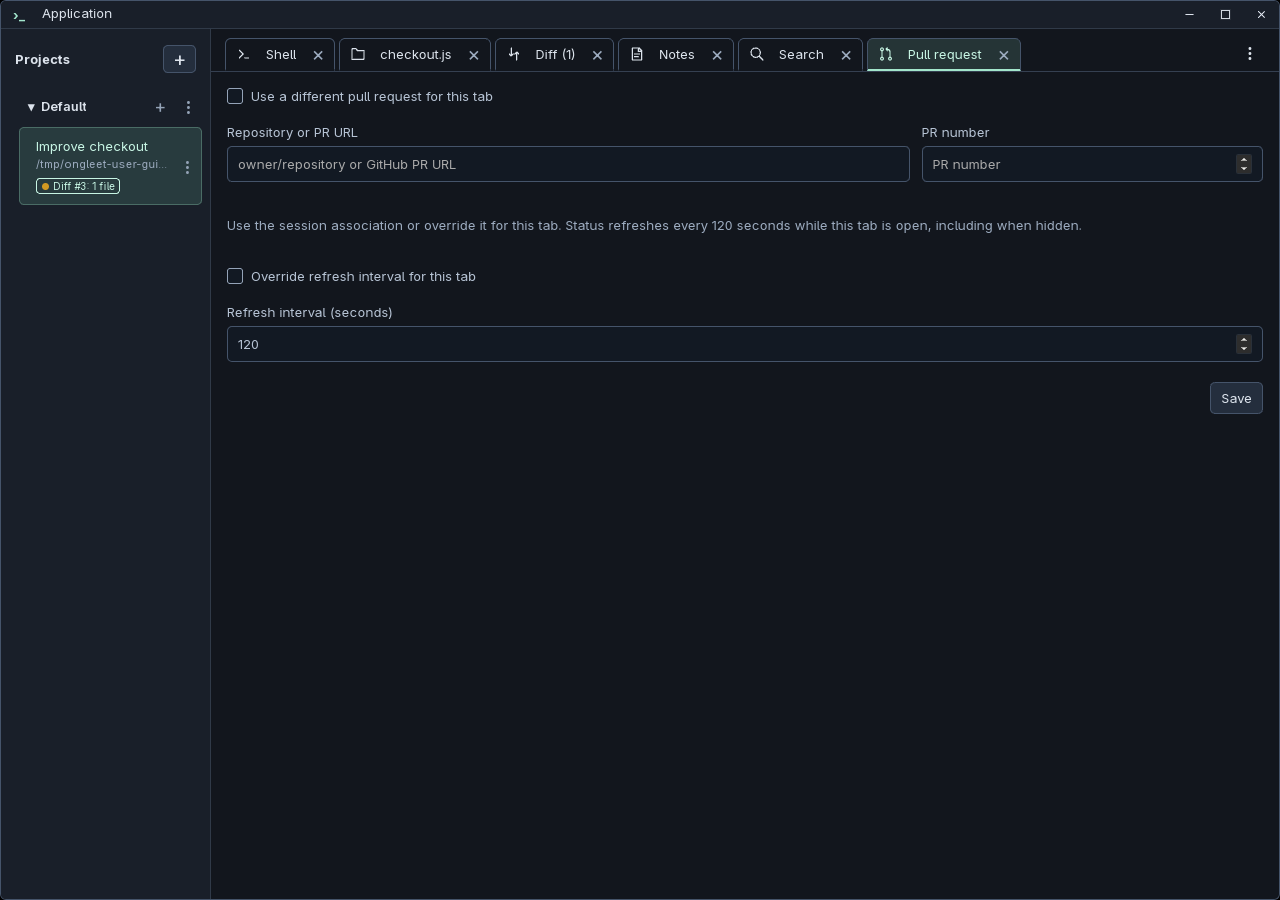 Application
Projects
Default
Improve checkout
/tmp/ongleet-user-gui...
Diff #3: 1 file
Shell
checkout.js
Diff (1)
Notes
Search
Pull request
Use a different pull request for this tab
Repository or PR URL
PR number
owner/repository or GitHub PR URL
PR number
Use the session association or override it for this tab. Status refreshes every 120 seconds while this tab is open, including when hidden.
Override refresh interval for this tab
Refresh interval (seconds)
120
Save